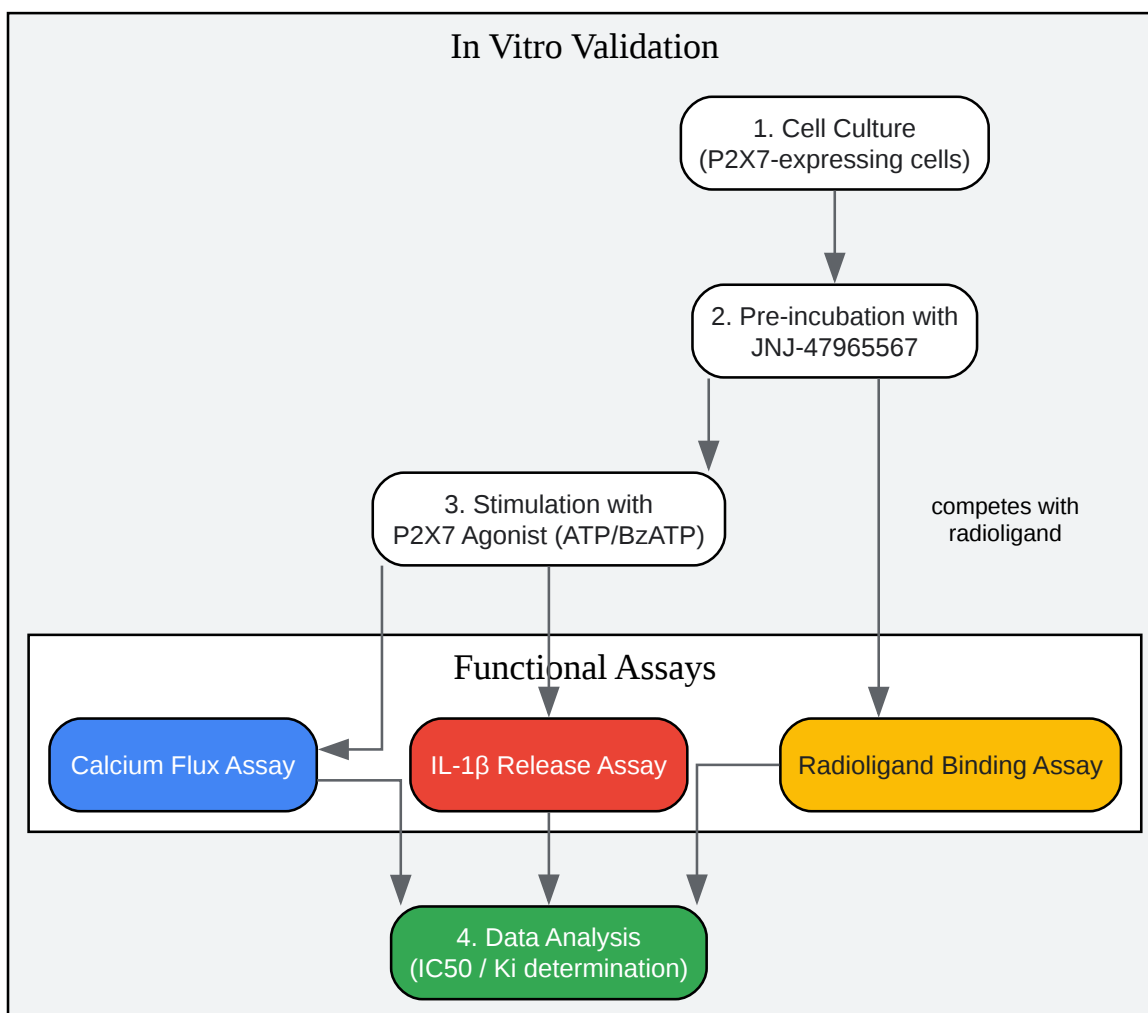 In Vitro Validation
1. Cell Culture
(P2X7-expressing cells)
2. Pre-incubation with
JNJ-47965567
3. Stimulation with
P2X7 Agonist (ATP/BzATP)
competes with
radioligand
Functional Assays
Calcium Flux Assay
IL-1β Release Assay
Radioligand Binding Assay
4. Data Analysis
(IC50 / Ki determination)